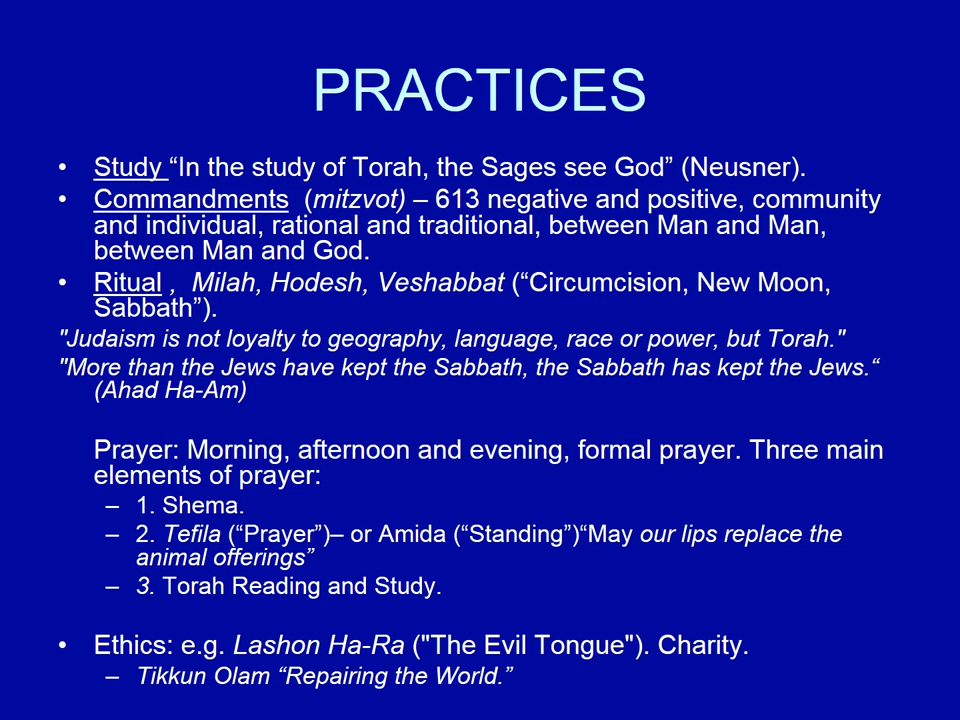 PRACTICES
• Study “In the study of Torah, the Sages see God” (Neusner).
• Commandments (mitzvot) – 613 negative and positive, community
and individual, rational and traditional, between Man and Man,
between Man and God.
• Ritual , Milah, Hodesh, Veshabbat (“Circumcision, New Moon,
Sabbath”).
"Judaism is not loyalty to geography, language, race or power, but Torah."
"More than the Jews have kept the Sabbath, the Sabbath has kept the Jews.“
(Ahad Ha-Am)
Prayer: Morning, afternoon and evening, formal prayer. Three main
elements of prayer:
– 1. Shema.
– 2. Tefila (“Prayer”)– or Amida (“Standing”)“May our lips replace the
animal offerings”
– 3. Torah Reading and Study.
• Ethics: e.g. Lashon Ha-Ra ("The Evil Tongue"). Charity.
– Tikkun Olam “Repairing the World.”